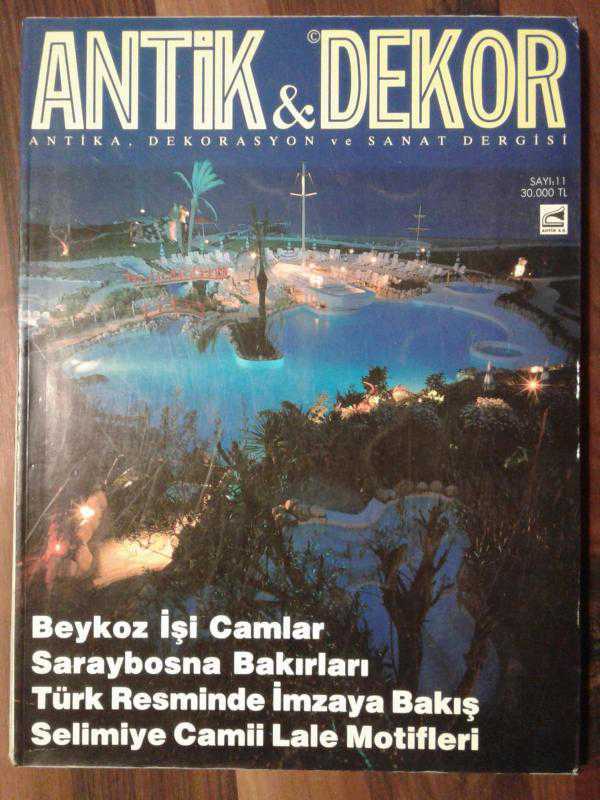 ANTiK & DEKOR
©
ANTİKA, DEKORASYON ve SANAT DERGİSİ
SAYI:11
30.000 TL
ANTİK A.Ş.
Beykoz İşi Camlar
Saraybosna Bakırları
Türk Resminde İmzaya Bakış
Selimiye Camii Lale Motifleri